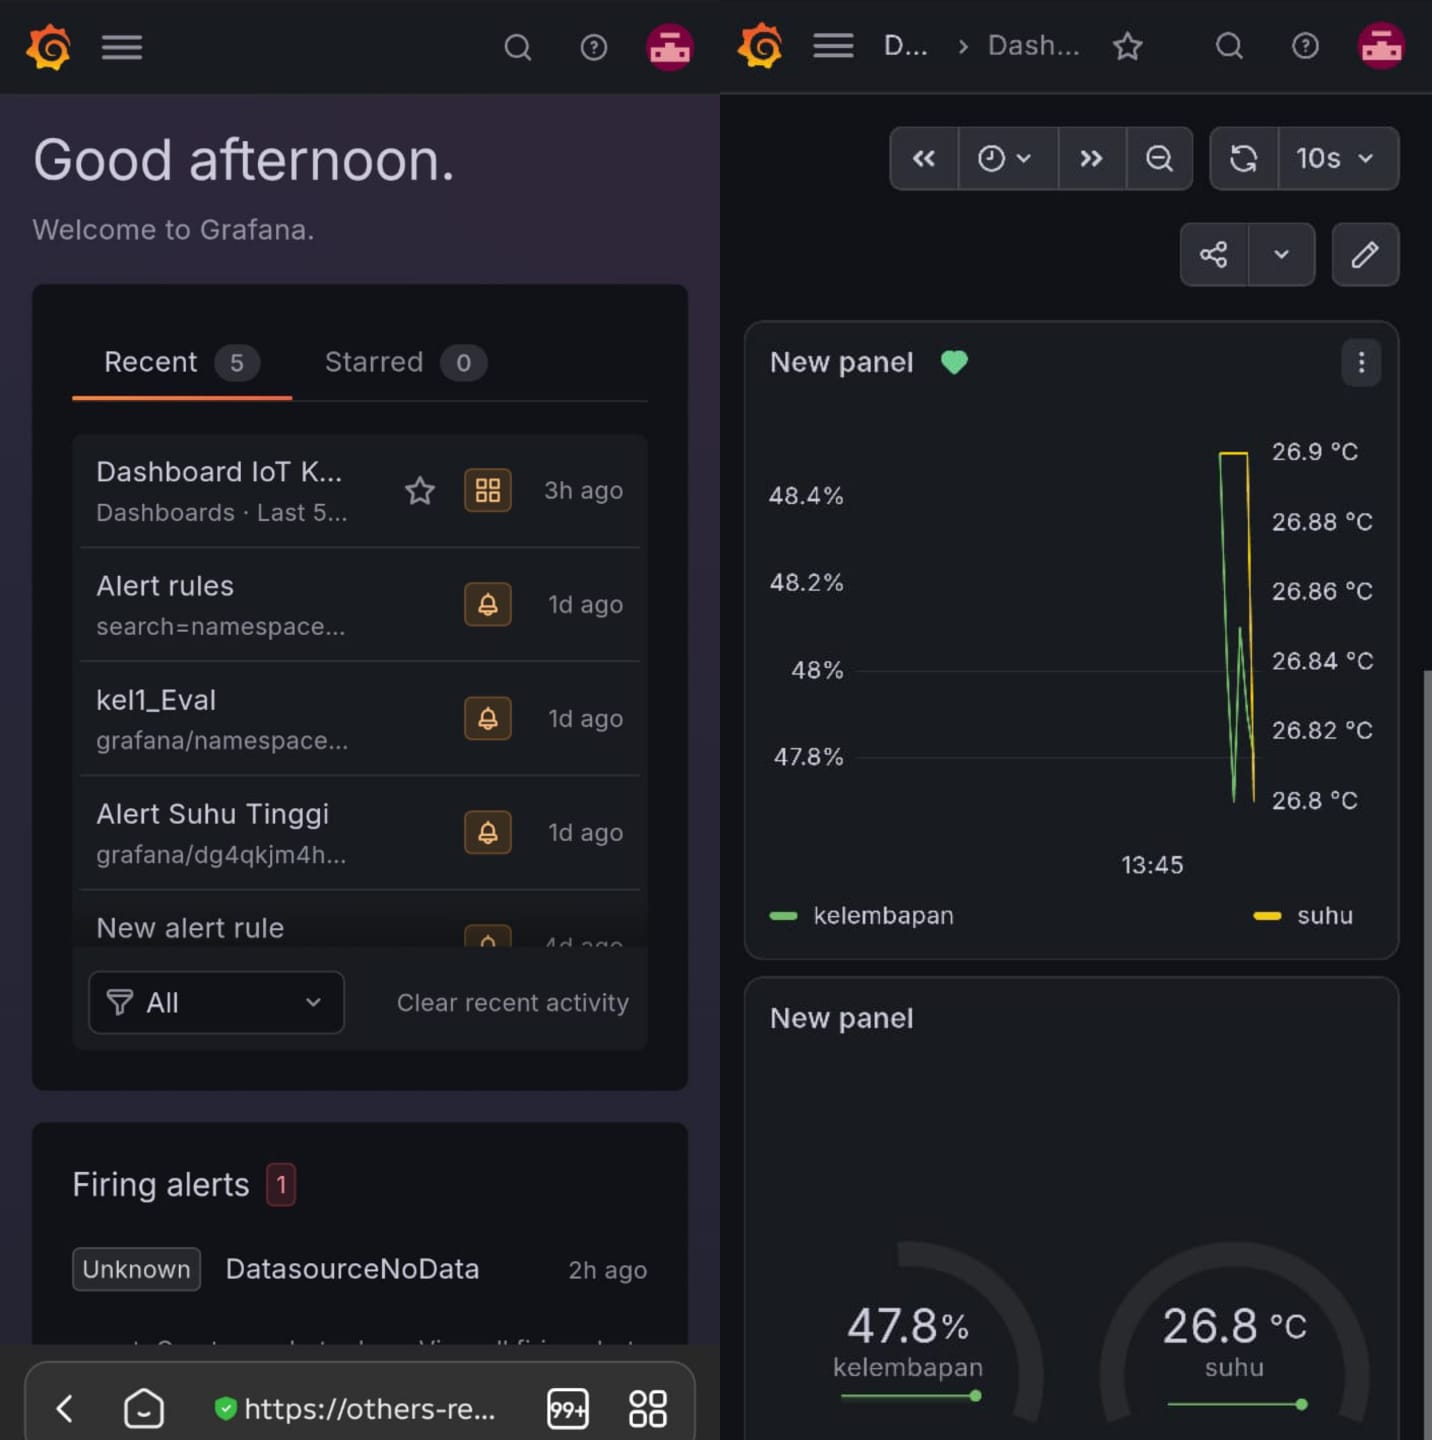 Good afternoon.
Welcome to Grafana.
Recent 5 Starred 0
Dashboard IoT K... 3h ago
Dashboards · Last 5...
Alert rules 1d ago
search=namespace...
kel1_Eval 1d ago
grafana/namespace...
Alert Suhu Tinggi 1d ago
grafana/dg4qkjm4h...
New alert rule 4d ago
All Clear recent activity
Firing alerts 1
Unknown DatasourceNoData 2h ago
https://others-re... 99+
D... › Dash...
10s
New panel
48.4%
48.2%
48%
47.8%
26.9 °C
26.88 °C
26.86 °C
26.84 °C
26.82 °C
26.8 °C
13:45
kelembapan suhu
New panel
47.8% 26.8 °C
kelembapan suhu